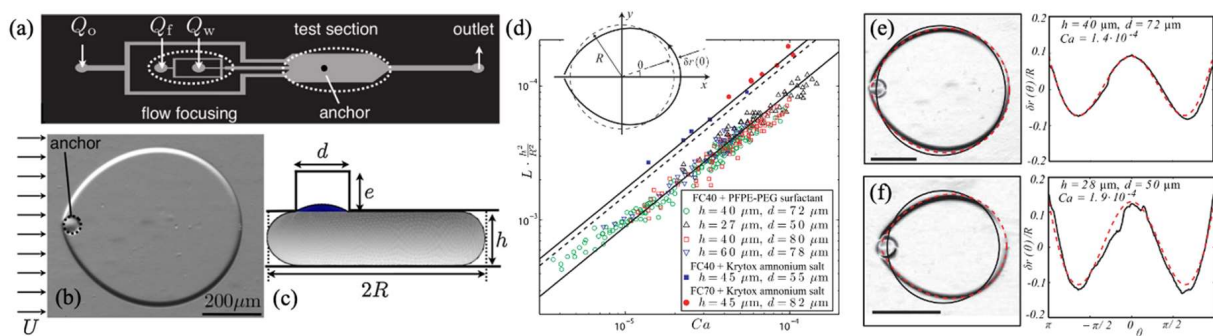 (a)
Q_o
Q_f
Q_w
test section
outlet
flow focusing
anchor
anchor
(b)
200μm
U
(c)
d
e
h
2R
(d)
y
R
θ
δr(θ)
x
10^-4
10^-3
L · h²/R²
FC40 + PFPE-PEG surfactant
h = 40 μm, d = 72 μm
h = 27 μm, d = 50 μm
h = 40 μm, d = 80 μm
h = 60 μm, d = 78 μm
FC40 + Krytox amnonium salt
h = 45 μm, d = 55 μm
FC70 + Krytox amnonium salt
h = 45 μm, d = 82 μm
10^-5
Ca
10^-4
(e)
h = 40 μm, d = 72 μm
Ca = 1.4·10^-4
δr(θ)/R
0.2
0.1
0
-0.1
-0.2
(f)
h = 28 μm, d = 50 μm
Ca = 1.9·10^-4
δr(θ)/R
0.2
0.1
0
-0.1
-0.2
π
-π/2
θ
π/2